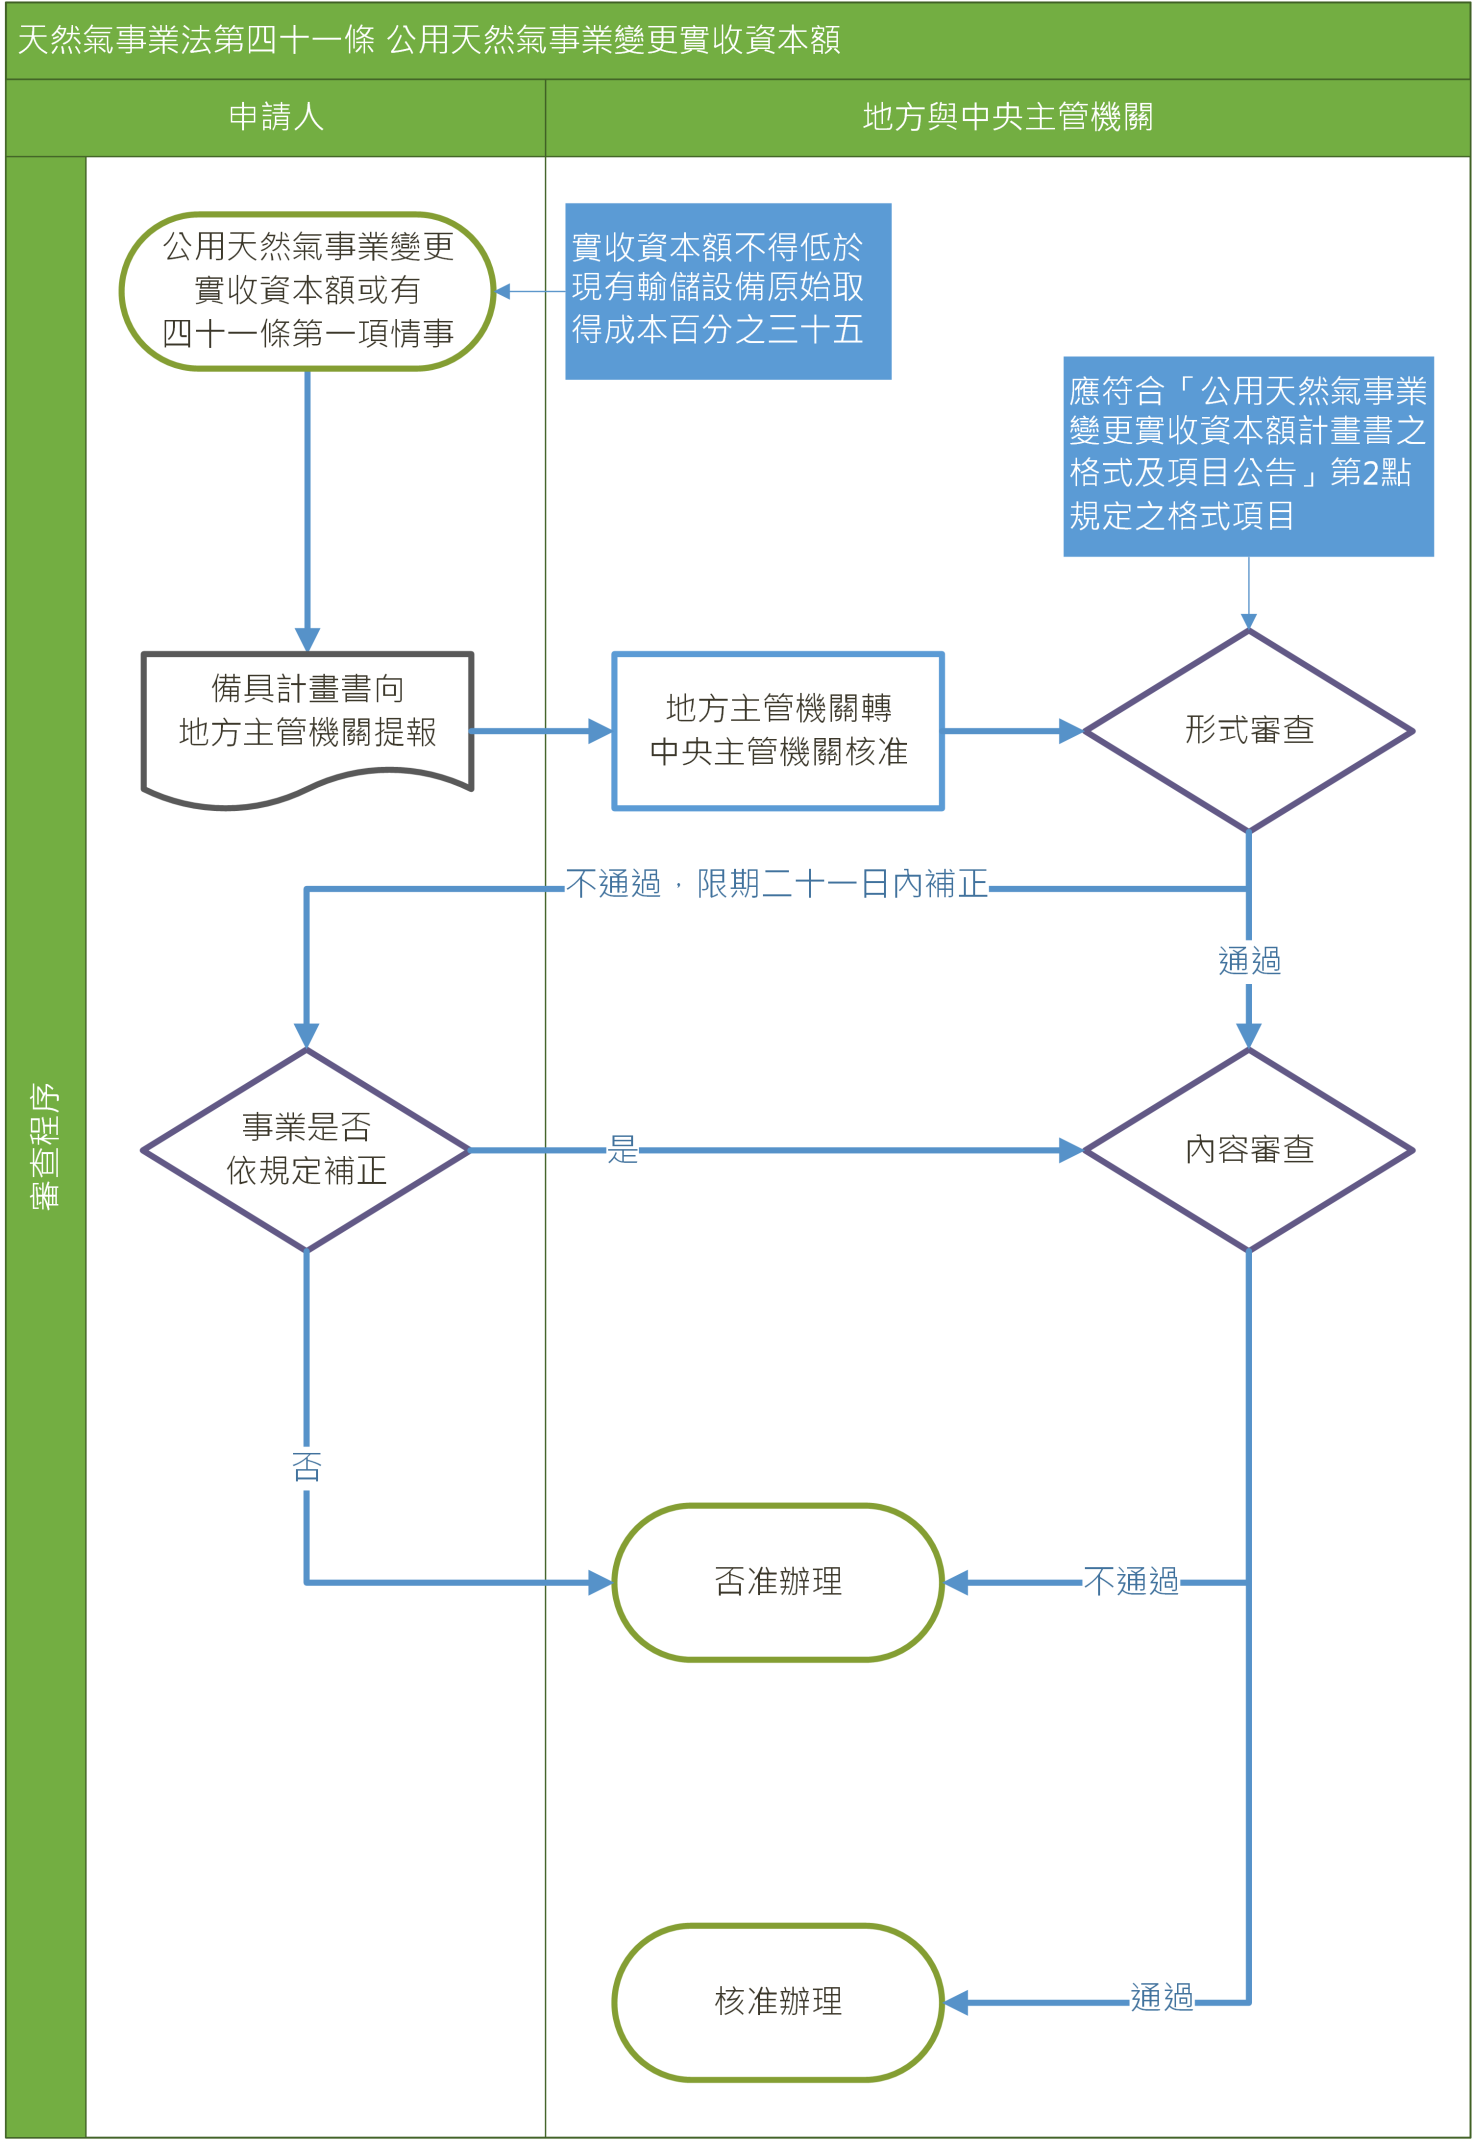 天然氣事業法第四十一條 公用天然氣事業變更實收資本額
申請人
地方與中央主管機關
審查程序
公用天然氣事業變更
實收資本額或有
四十一條第一項情事
實收資本額不得低於
現有輸儲設備原始取
得成本百分之三十五
應符合「公用天然氣事業
變更實收資本額計畫書之
格式及項目公告」第2點
規定之格式項目
備具計畫書向
地方主管機關提報
地方主管機關轉
中央主管機關核准
形式審查
不通過，限期二十一日內補正
通過
事業是否
依規定補正
是
內容審查
否
否准辦理
不通過
核准辦理
通過